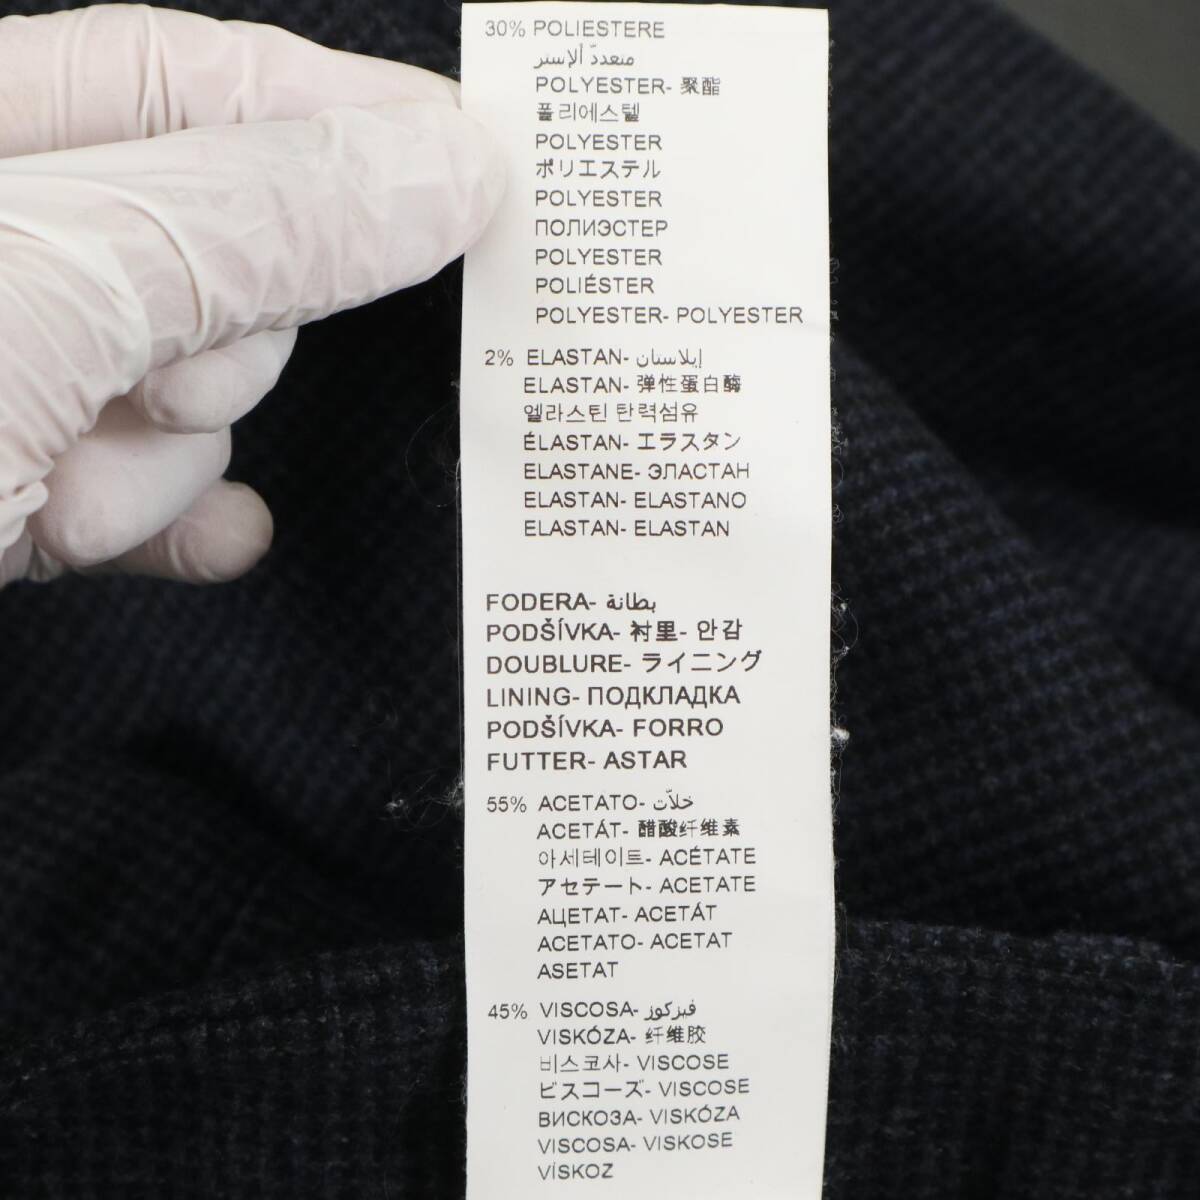 30% POLIESTERE
متعددّ ألإستر
POLYESTER- 聚酯
폴리에스텔
POLYESTER
ポリエステル
POLYESTER
ПОЛИЭСТЕР
POLYESTER
POLIÉSTER
POLYESTER- POLYESTER
2% ELASTAN- إيلاستان
ELASTAN- 弹性蛋白酶
엘라스틴 탄력섬유
ÉLASTAN- エラスタン
ELASTANE- ЭЛАСТАН
ELASTAN- ELASTANO
ELASTAN- ELASTAN
FODERA- بطانة
PODŠÍVKA- 衬里- 안감
DOUBLURE- ライニング
LINING- ПОДКЛАДКА
PODŠÍVKA- FORRO
FUTTER- ASTAR
55% ACETATO- خلاّت
ACETÁT- 醋酸纤维素
아세테이트- ACÉTATE
アセテート- ACETATE
АЦЕТАТ- ACETÁT
ACETATO- ACETAT
ASETAT
45% VISCOSA- فيزكوز
VISKÓZA- 纤维胶
비스코사- VISCOSE
ビスコーズ- VISCOSE
ВИСКОЗА- VISKÓZA
VISCOSA- VISKOSE
VİSKOZ